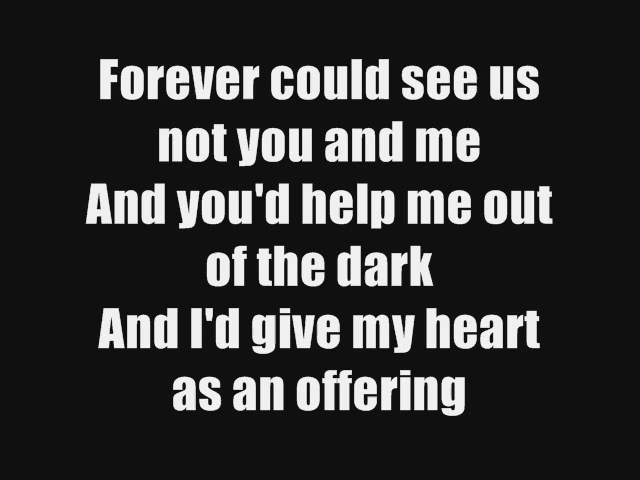 Forever could see us
not you and me
And you'd help me out
of the dark
And I'd give my heart
as an offering